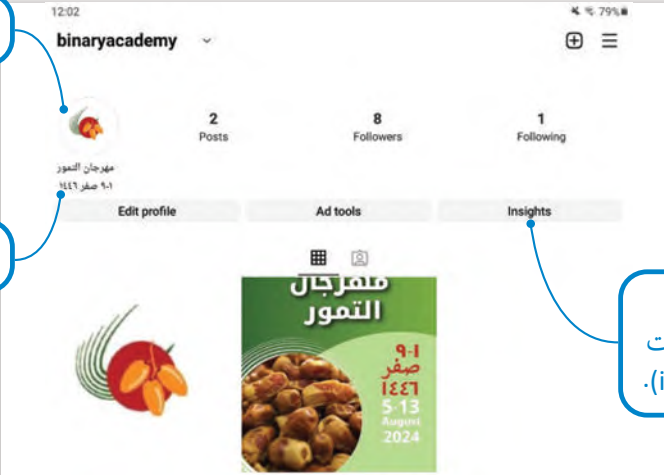 12:02
79%
binaryacademy
2
Posts
8
Followers
1
Following
مهرجان التمور
٩-١ صفر ١٤٤٦
Edit profile
Ad tools
Insights
مهرجان
التمور
٩-١
صفر
١٤٤٦
5-13
August
2024